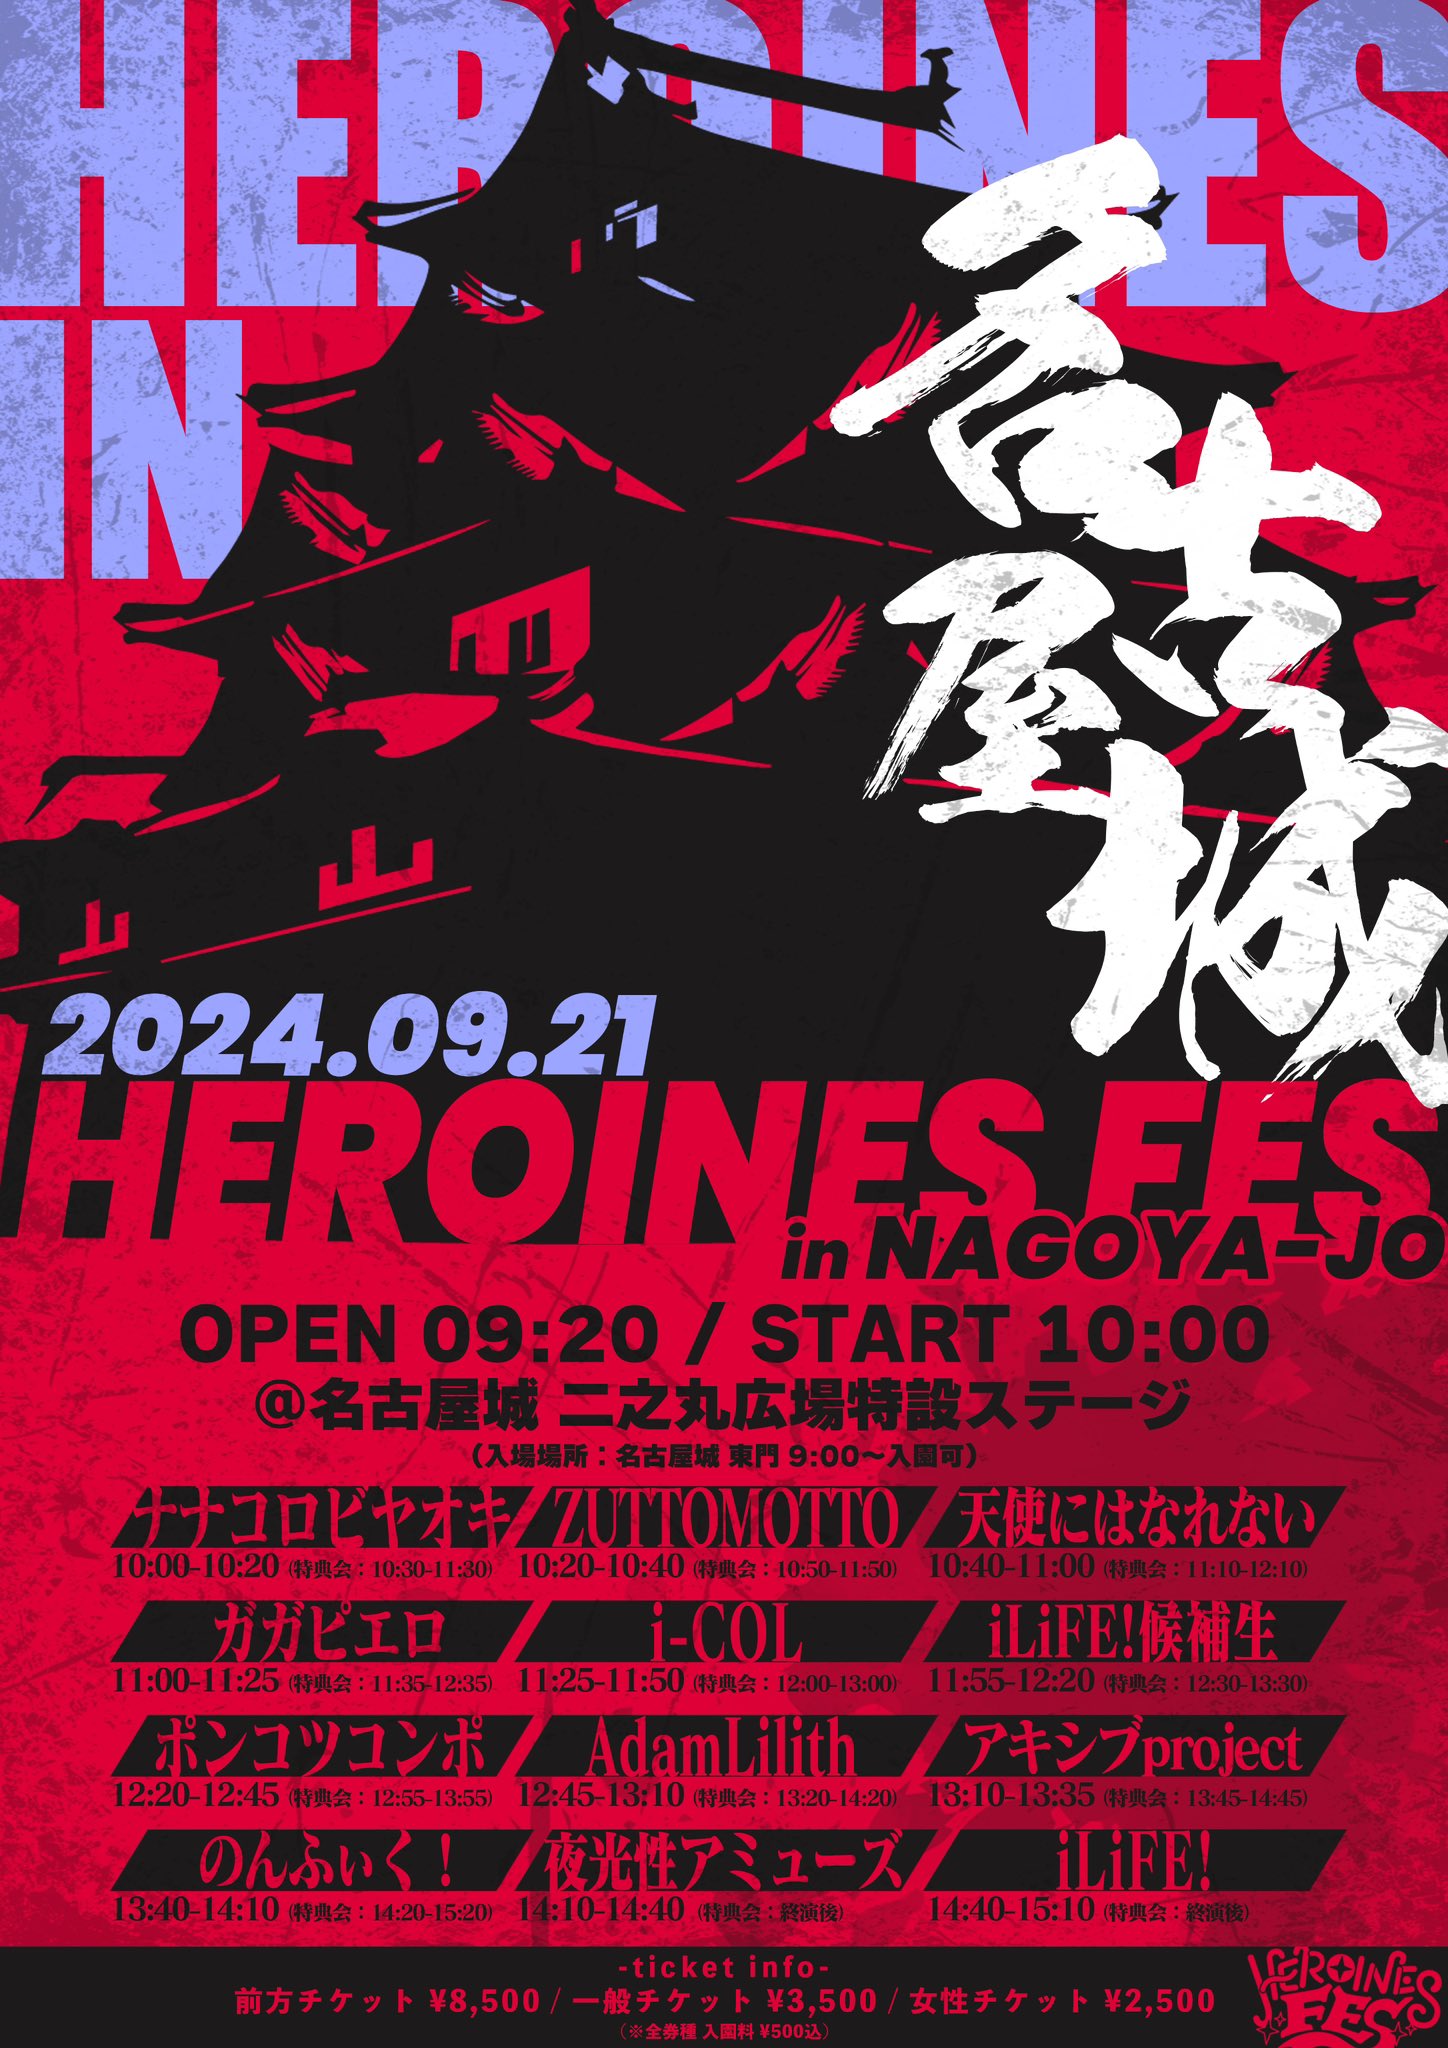 HEROINES
IN
名古屋城
2024.09.21
HEROINES FES
in NAGOYA-JO
OPEN 09:20 / START 10:00
@名古屋城 二之丸広場特設ステージ
(入場場所：名古屋城 東門 9:00〜入園可)
ナナコロビヤオキ ZUTTOMOTTO 天使にはなれない
10:00-10:20 (特典会：10:30-11:30) 10:20-10:40 (特典会：10:50-11:50) 10:40-11:00 (特典会：11:10-12:10)
ガガピエロ i-COL iLiFE!候補生
11:00-11:25 (特典会：11:35-12:35) 11:25-11:50 (特典会：12:00-13:00) 11:55-12:20 (特典会：12:30-13:30)
ポンコツコンポ AdamLilith アキシブproject
12:20-12:45 (特典会：12:55-13:55) 12:45-13:10 (特典会：13:20-14:20) 13:10-13:35 (特典会：13:45-14:45)
のんふぃく！ 夜光性アミューズ iLiFE!
13:40-14:10 (特典会：14:20-15:20) 14:10-14:40 (特典会：終演後) 14:40-15:10 (特典会：終演後)
-ticket info-
前方チケット ¥8,500 / 一般チケット ¥3,500 / 女性チケット ¥2,500
(※全券種 入園料 ¥500込)
HEROINES
FES